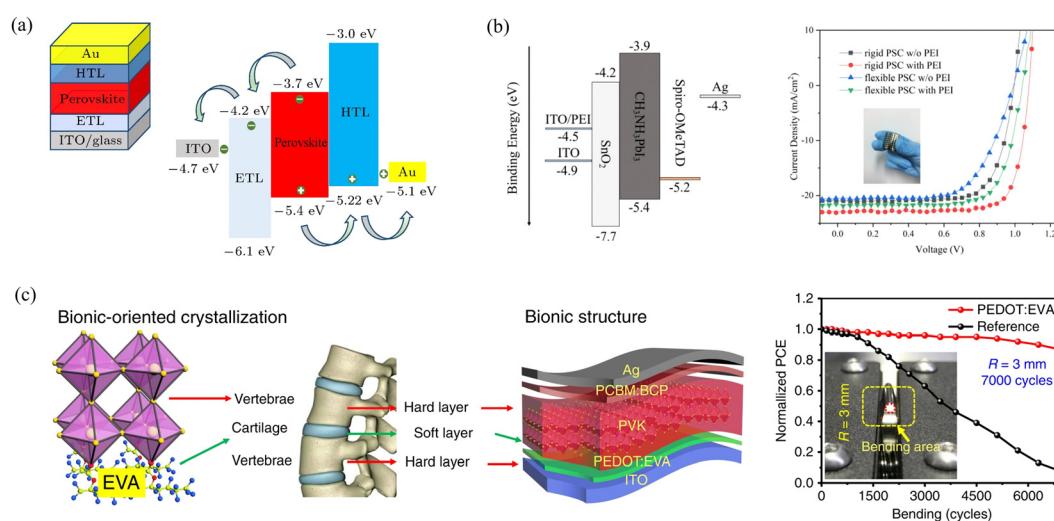 (a)
Au
HTL
Perovskite
ETL
ITO/glass
−3.0 eV
−3.7 eV
−4.2 eV
HTL
Perovskite
ITO
−4.7 eV
ETL
Au
−5.1 eV
−5.22 eV
−5.4 eV
−6.1 eV
(b)
Binding Energy (eV)
ITO/PEI
−4.5
ITO
−4.9
−4.2
SnO2
−7.7
−3.9
CH3NH3PbI3
−5.4
Spiro-OMeTAD
−5.2
Ag
−4.3
rigid PSC w/o PEI
rigid PSC with PEI
flexible PSC w/o PEI
flexible PSC with PEI
Current Density (mA/cm2)
10
0
−10
−20
0.0 0.2 0.4 0.6 0.8 1.0 1.2
Voltage (V)
(c)
Bionic-oriented crystallization
EVA
Vertebrae
Cartilage
Vertebrae
Hard layer
Soft layer
Hard layer
Bionic structure
Ag
PCBM:BCP
PVK
PEDOT:EVA
ITO
Normallized PCE
1.2
1.0
0.8
0.6
0.4
0.2
0.0
PEDOT:EVA
Reference
R = 3 mm
7000 cycles
R = 3 mm
Bending area
0 1500 3000 4500 6000
Bending (cycles)